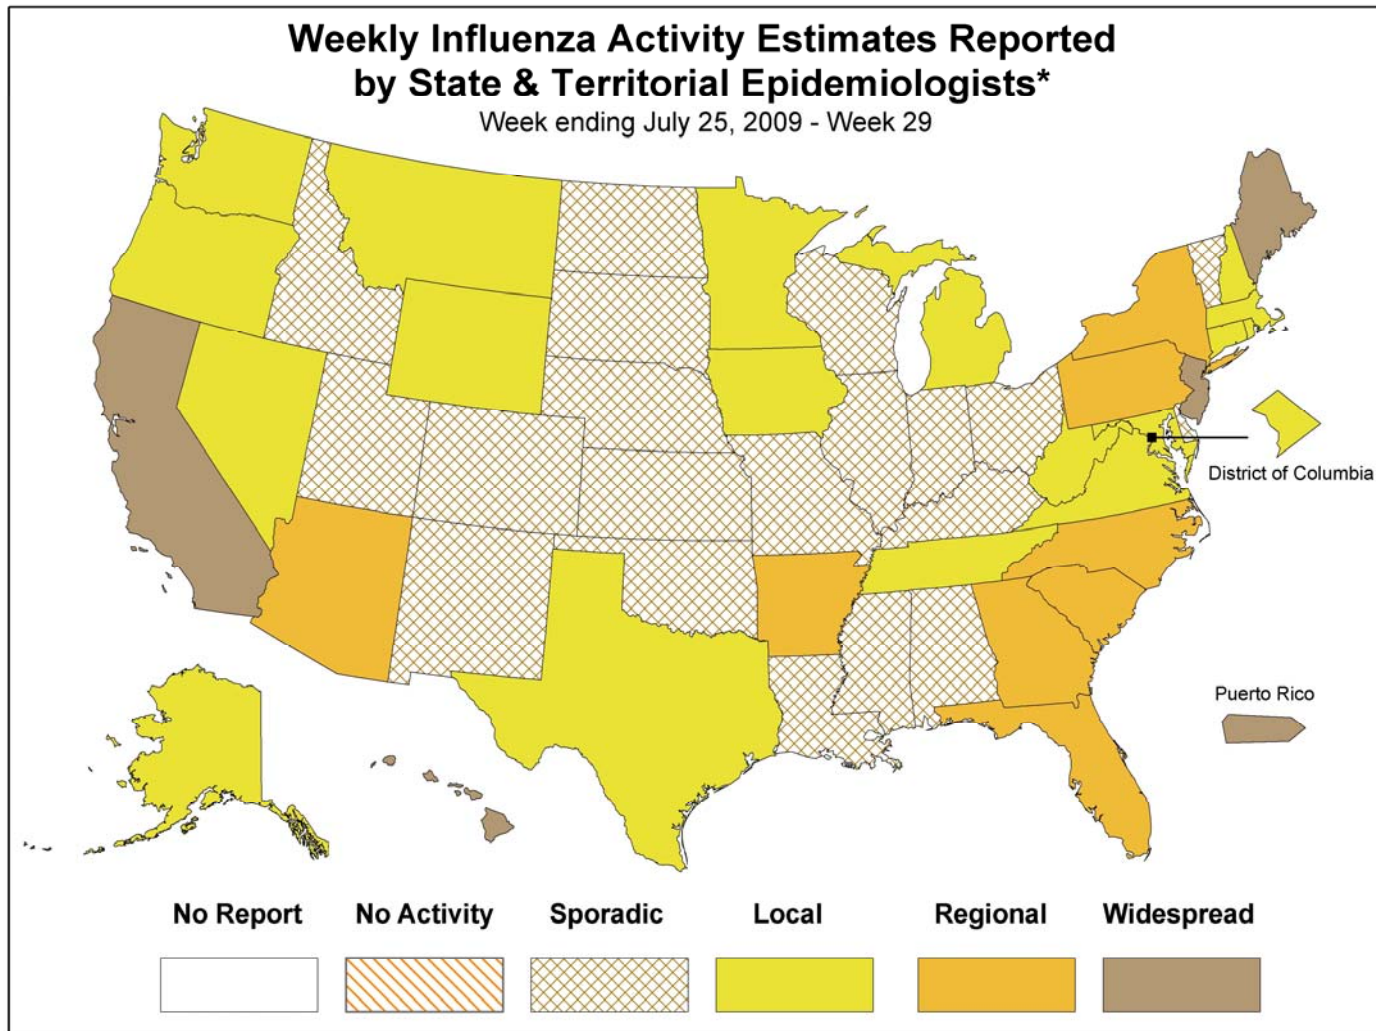 Weekly Influenza Activity Estimates Reported
by State & Territorial Epidemiologists*
Week ending July 25, 2009 - Week 29
District of Columbia
Puerto Rico
No Report No Activity Sporadic Local Regional Widespread